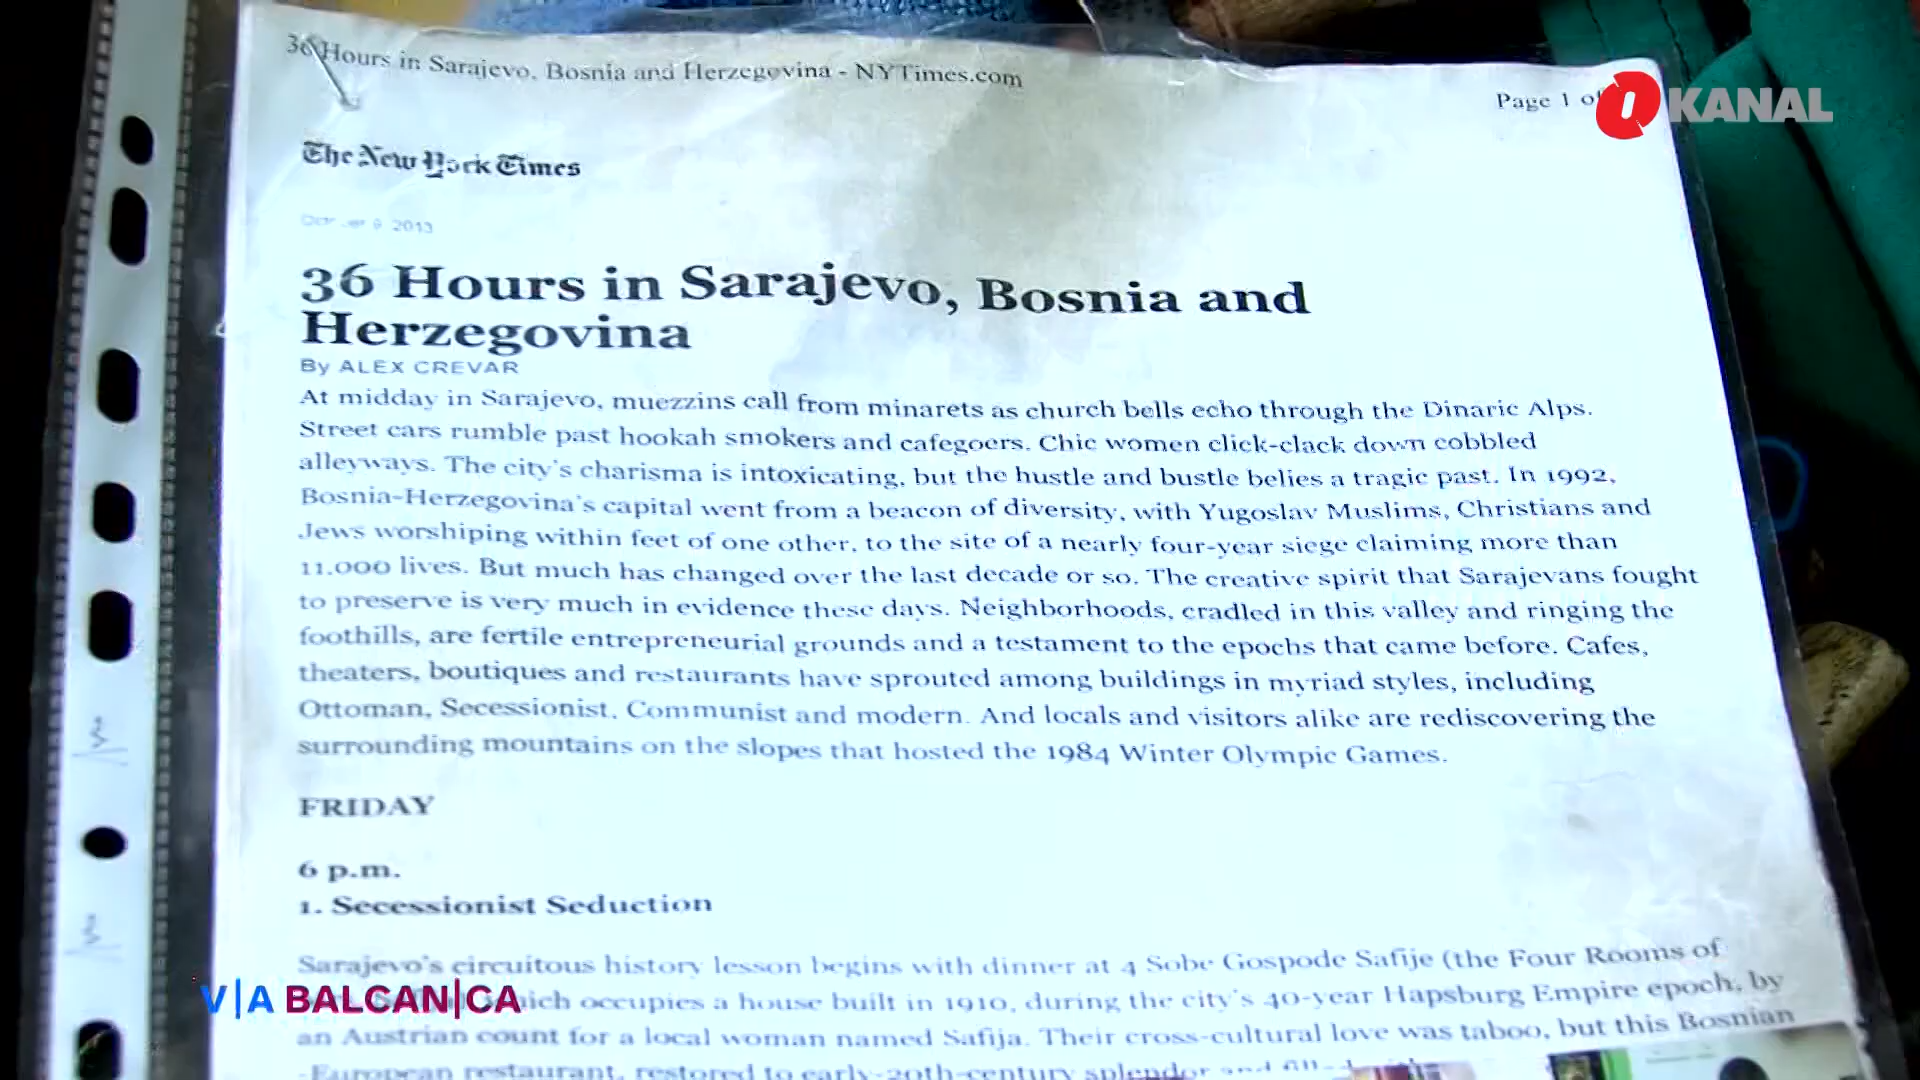 36 Hours in Sarajevo, Bosnia and Herzegovina - NYTimes.com
Page 1 of
O KANAL
The New York Times
9, 2013
36 Hours in Sarajevo, Bosnia and
Herzegovina
By ALEX CREVAR
At midday in Sarajevo, muezzins call from minarets as church bells echo through the Dinaric Alps.
Street cars rumble past hookah smokers and cafegoers. Chic women click-clack down cobbled
alleyways. The city's charisma is intoxicating, but the hustle and bustle belies a tragic past. In 1992,
Bosnia-Herzegovina's capital went from a beacon of diversity, with Yugoslav Muslims, Christians and
Jews worshiping within feet of one other, to the site of a nearly four-year siege claiming more than
11,000 lives. But much has changed over the last decade or so. The creative spirit that Sarajevans fought
to preserve is very much in evidence these days. Neighborhoods, cradled in this valley and ringing the
foothills, are fertile entrepreneurial grounds and a testament to the epochs that came before. Cafes,
theaters, boutiques and restaurants have sprouted among buildings in myriad styles, including
Ottoman, Secessionist, Communist and modern. And locals and visitors alike are rediscovering the
surrounding mountains on the slopes that hosted the 1984 Winter Olympic Games.
FRIDAY
6 p.m.
1. Secessionist Seduction
Sarajevo's circuitous history lesson begins with dinner at 4 Sobe Gospode Safije (the Four Rooms of
which occupies a house built in 1910, during the city's 40-year Hapsburg Empire epoch, by
V|A BALCAN|CA
an Austrian count for a local woman named Safija. Their cross-cultural love was taboo, but this Bosnian
-European restaurant, restored to early-20th-century splendor and